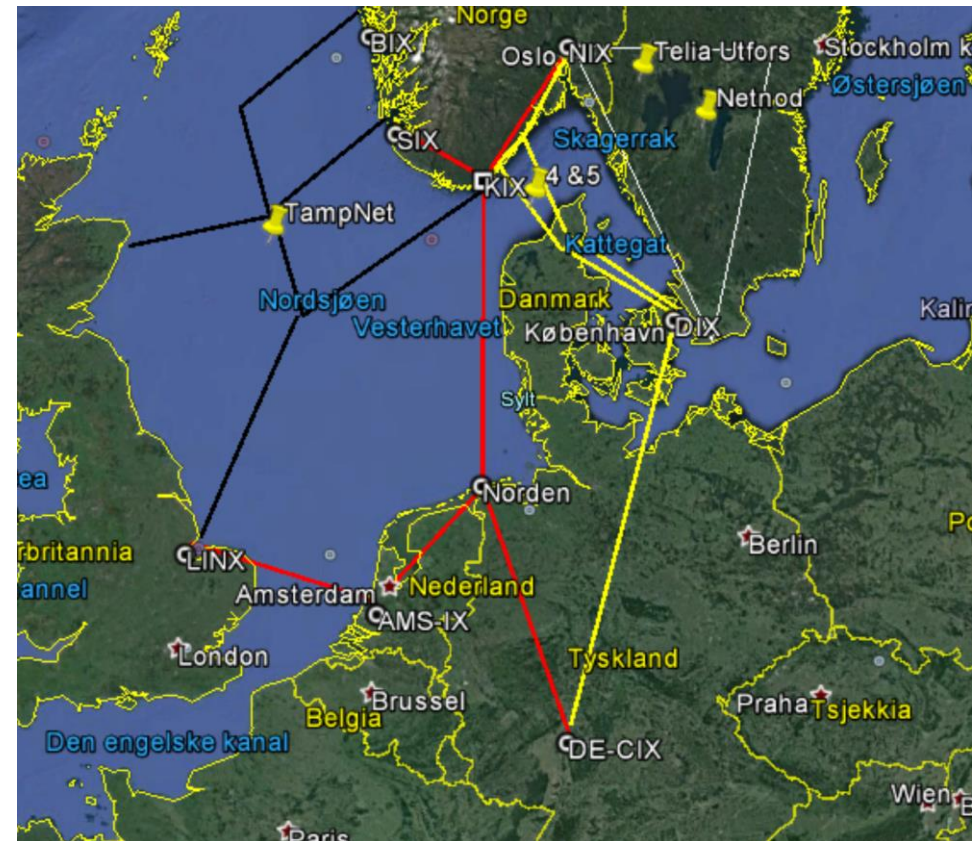 Norge
BIX
Oslo
NIX
Telia-Utfors
Stockholm k
Østersjøen
Netnod
SIX
Skagerrak
KIX
4 &5
TampNet
Kattegat
Nordsjøen
Vesterhavet
Danmark
København
DIX
Kalin
Sylt
ea
Norden
Po
rbritannia
LINX
annel
Berlin
Amsterdam
Nederland
AMS-IX
London
Tyskland
Brussel
Belgia
Praha
Tsjekkia
Den engelske kanal
DE-CIX
Wien
B
Paris